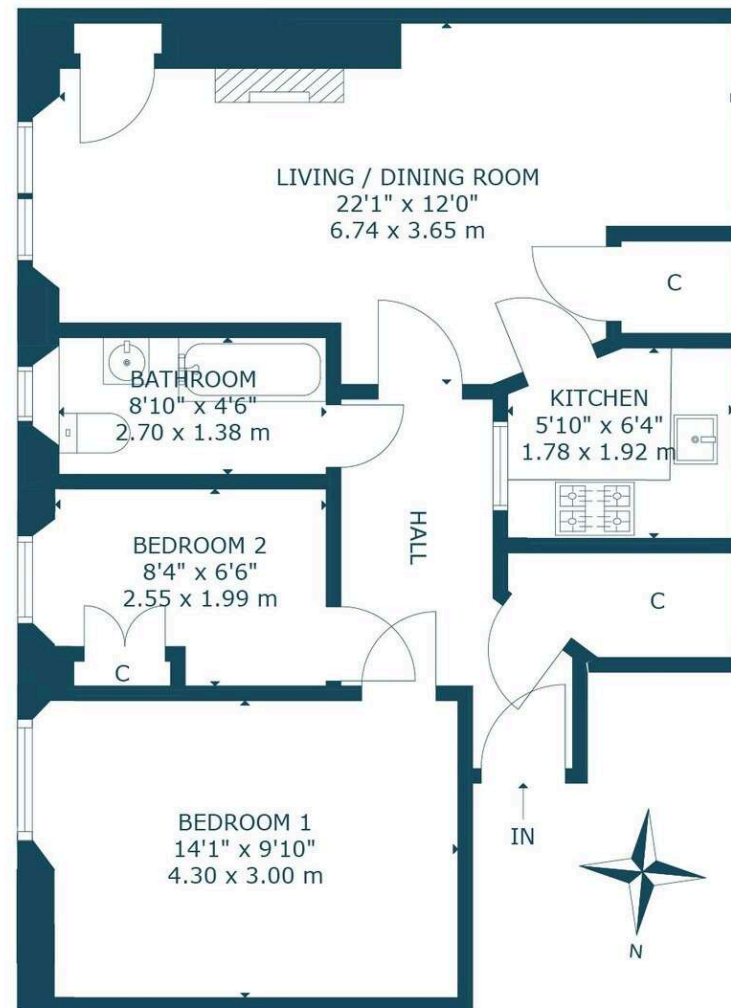 LIVING / DINING ROOM
22'1" x 12'0"
6.74 x 3.65 m
C
BATHROOM
8'10" x 4'6"
2.70 x 1.38 m
KITCHEN
5'10" x 6'4"
1.78 x 1.92 m
HALL
BEDROOM 2
8'4" x 6'6"
2.55 x 1.99 m
C
C
BEDROOM 1
14'1" x 9'10"
4.30 x 3.00 m
IN
N